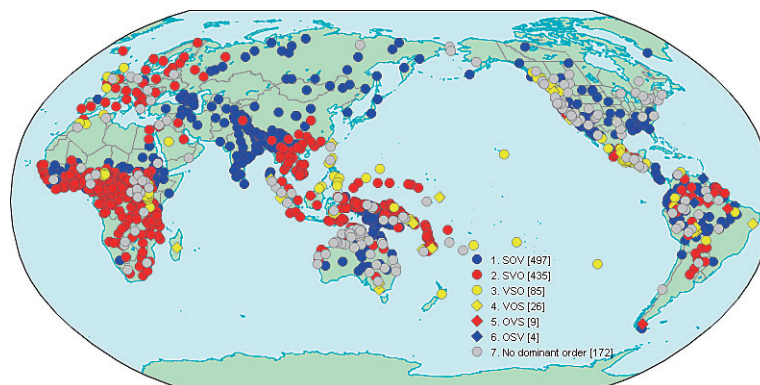 1. SOV [497]
2. SVO [435]
3. VSO [85]
4. VOS [26]
5. OVS [9]
6. OSV [4]
7. No dominant order [172]